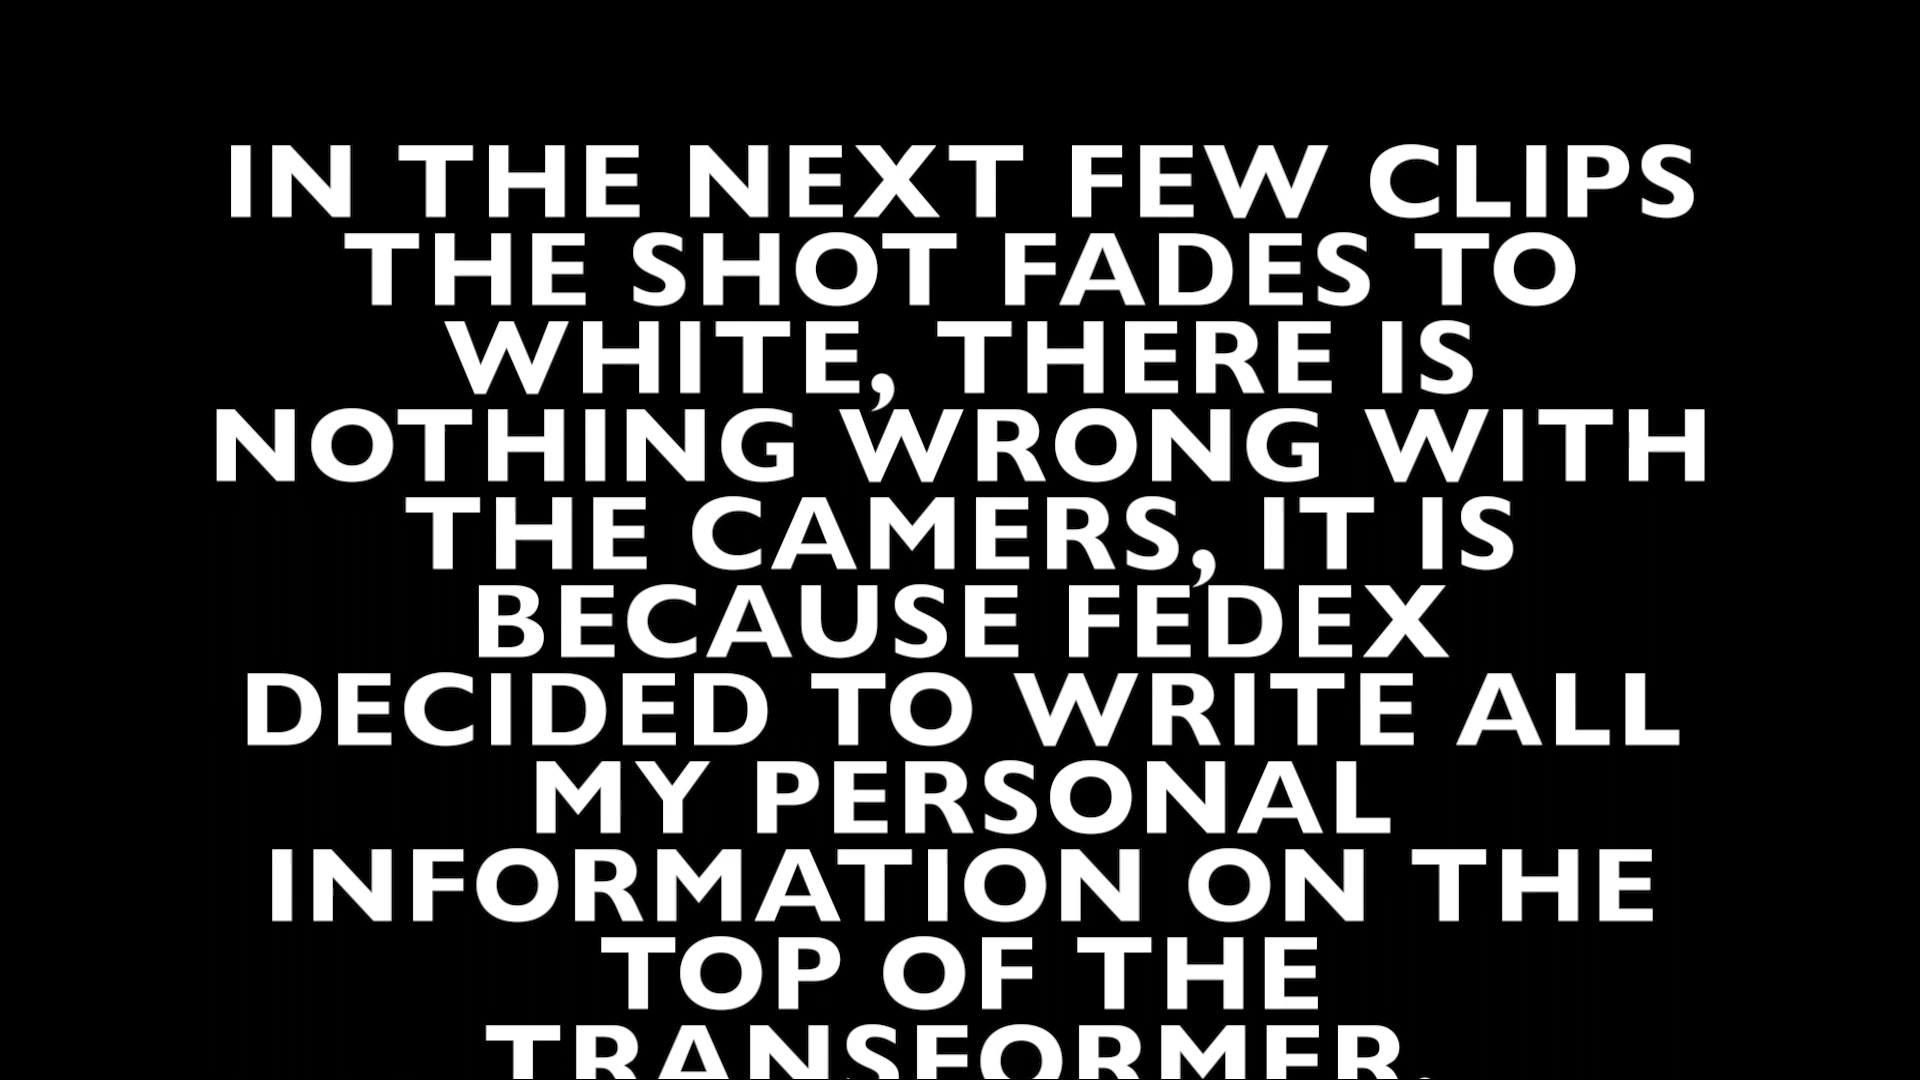 IN THE NEXT FEW CLIPS
THE SHOT FADES TO
WHITE, THERE IS
NOTHING WRONG WITH
THE CAMERS, IT IS
BECAUSE FEDEX
DECIDED TO WRITE ALL
MY PERSONAL
INFORMATION ON THE
TOP OF THE
TRANSFORMER.